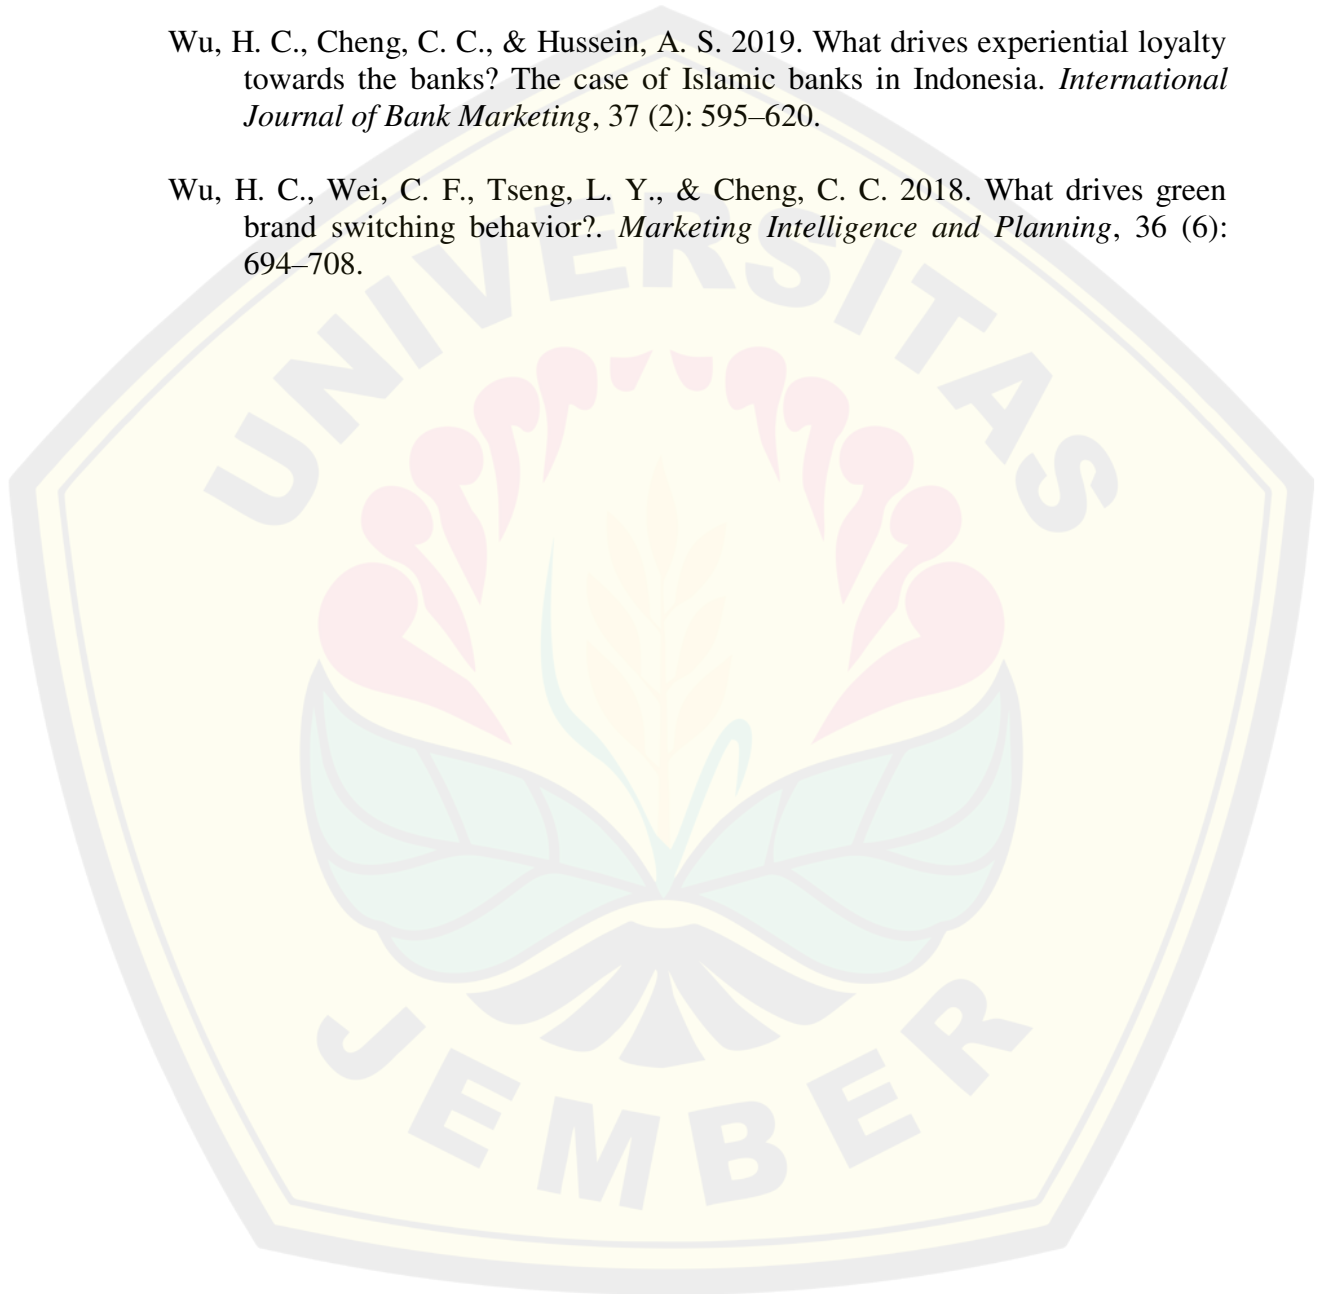 Wu, H. C., Cheng, C. C., & Hussein, A. S. 2019. What drives experiential loyalty
towards the banks? The case of Islamic banks in Indonesia. International
Journal of Bank Marketing, 37 (2): 595–620.
Wu, H. C., Wei, C. F., Tseng, L. Y., & Cheng, C. C. 2018. What drives green
brand switching behavior?. Marketing Intelligence and Planning, 36 (6):
694–708.
UNIVERSITAS
JEMBER